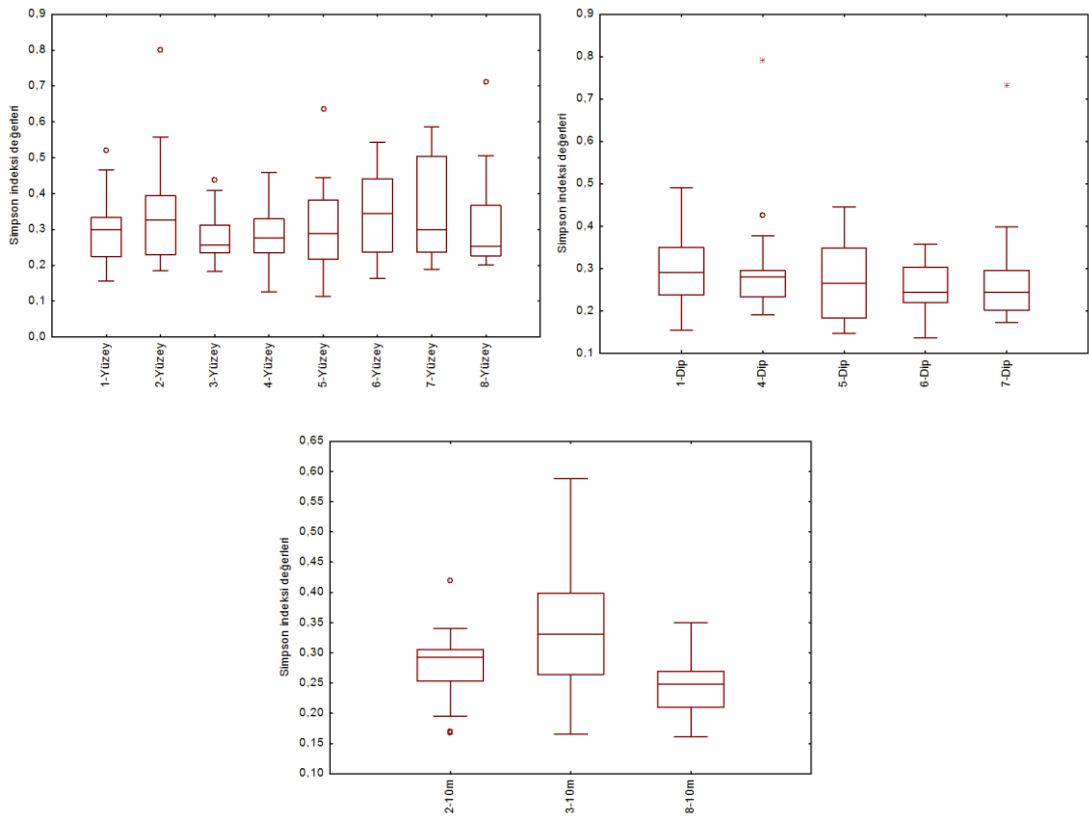 Simpson indeksi değerleri
0,9
0,8
0,7
0,6
0,5
0,4
0,3
0,2
0,1
0,0
1-Yüzey
2-Yüzey
3-Yüzey
4-Yüzey
5-Yüzey
6-Yüzey
7-Yüzey
8-Yüzey
Simpson indeksi değerleri
0,9
0,8
0,7
0,6
0,5
0,4
0,3
0,2
0,1
1-Dip
4-Dip
5-Dip
6-Dip
7-Dip
Simpson indeksi değerleri
0,65
0,60
0,55
0,50
0,45
0,40
0,35
0,30
0,25
0,20
0,15
0,10
2-10m
3-10m
8-10m